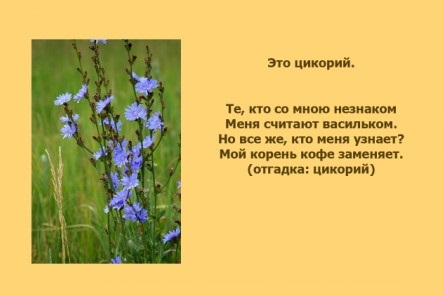 Это цикорий.
Те, кто со мною незнаком
Меня считают васильком.
Но все же, кто меня узнает?
Мой корень кофе заменяет.
(отгадка: цикорий)